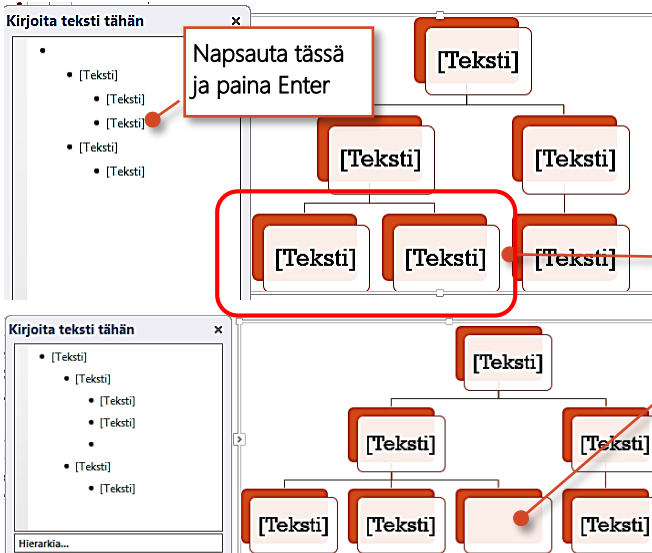 Kirjoita teksti tähän x
• 
• [Teksti]
• [Teksti]
• [Teksti]
• [Teksti]
• [Teksti]
Napsauta tässä
ja paina Enter
[Teksti]
[Teksti] [Teksti]
[Teksti] [Teksti] [Teksti]
Kirjoita teksti tähän x
• [Teksti]
• [Teksti]
• [Teksti]
• [Teksti]
•
• [Teksti]
• [Teksti]
Hierarkia...
[Teksti]
[Teksti] [Teksti]
[Teksti] [Teksti] [Teksti]